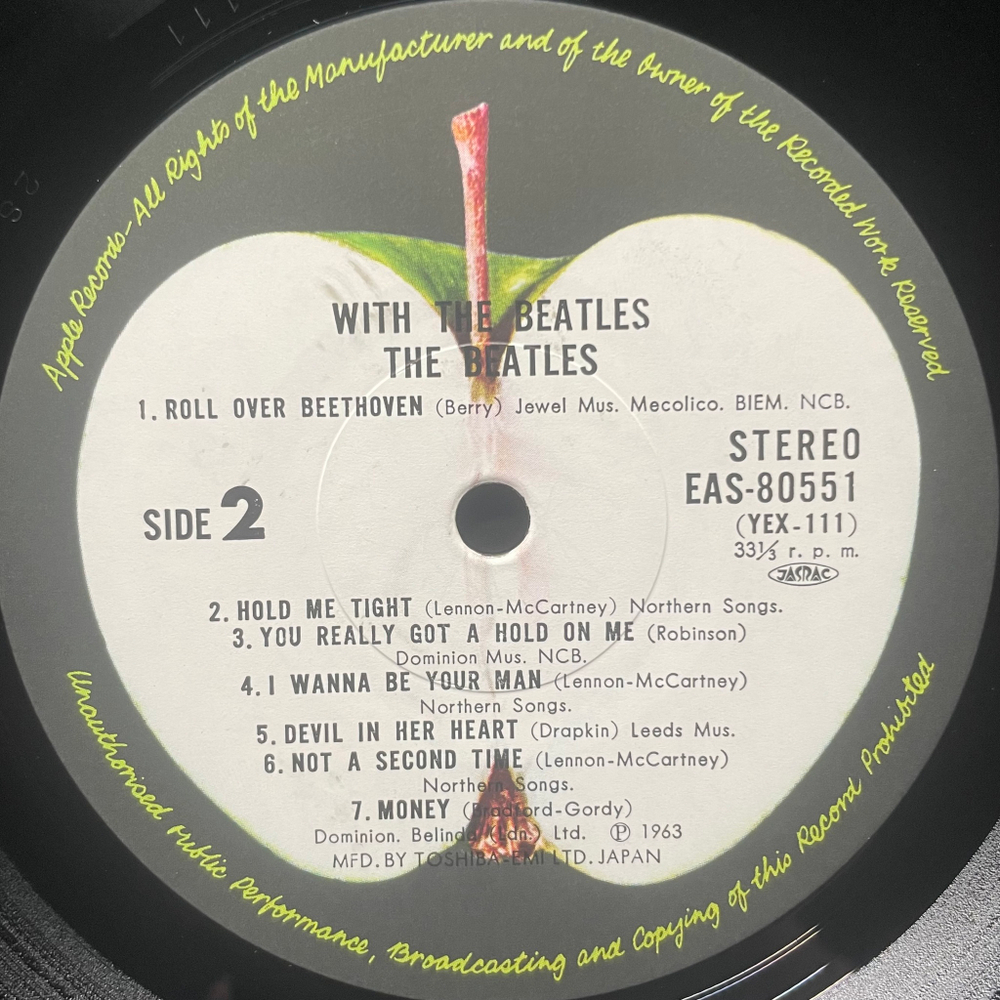 Apple Records—All Rights of the Manufacturer and of the Owner of the Recorded Work Reserved
WITH THE BEATLES
THE BEATLES
1. ROLL OVER BEETHOVEN (Berry) Jewel Mus. Mecolico. BIEM. NCB.
STEREO
EAS-80551
(YEX-111)
33⅓ r. p. m.
JASRAC
SIDE 2
2. HOLD ME TIGHT (Lennon-McCartney) Northern Songs.
3. YOU REALLY GOT A HOLD ON ME (Robinson)
Dominion Mus. NCB.
4. I WANNA BE YOUR MAN (Lennon-McCartney)
Northern Songs.
5. DEVIL IN HER HEART (Drapkin) Leeds Mus.
6. NOT A SECOND TIME (Lennon-McCartney)
Northern Songs.
7. MONEY (Bradford-Gordy)
Dominion. Belinda (Ldn.) Ltd. ℗ 1963
MFD. BY TOSHIBA-EMI LTD. JAPAN
Unauthorised Public Performance, Broadcasting and Copying of this Record Prohibited